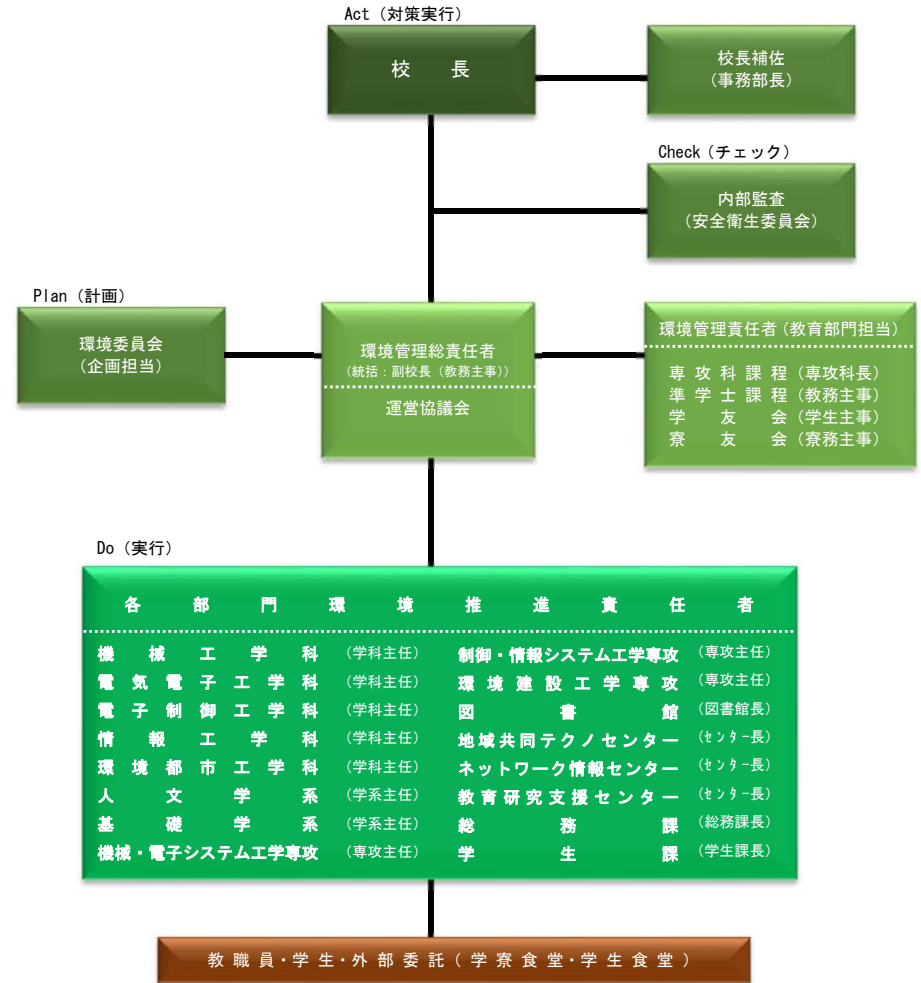 Act（対策実行）
校長
校長補佐
（事務部長）
Check（チェック）
内部監査
（安全衛生委員会）
Plan（計画）
環境委員会
（企画担当）
環境管理総責任者
（統括：副校長（教務主事））
運営協議会
環境管理責任者（教育部門担当）
専攻科課程（専攻科長）
準学士課程（教務主事）
学友会（学生主事）
寮友会（寮務主事）
Do（実行）
各部門環境推進責任者
機械工学科（学科主任）
電気電子工学科（学科主任）
電子制御工学科（学科主任）
情報工学科（学科主任）
環境都市工学科（学科主任）
人文学系（学系主任）
基礎学系（学系主任）
機械・電子システム工学専攻（専攻主任）
制御・情報システム工学専攻（専攻主任）
環境建設工学専攻（専攻主任）
図書館（図書館長）
地域共同テクノセンター（センター長）
ネットワーク情報センター（センター長）
教育研究支援センター（センター長）
総務課（総務課長）
学生課（学生課長）
教職員・学生・外部委託（学寮食堂・学生食堂）